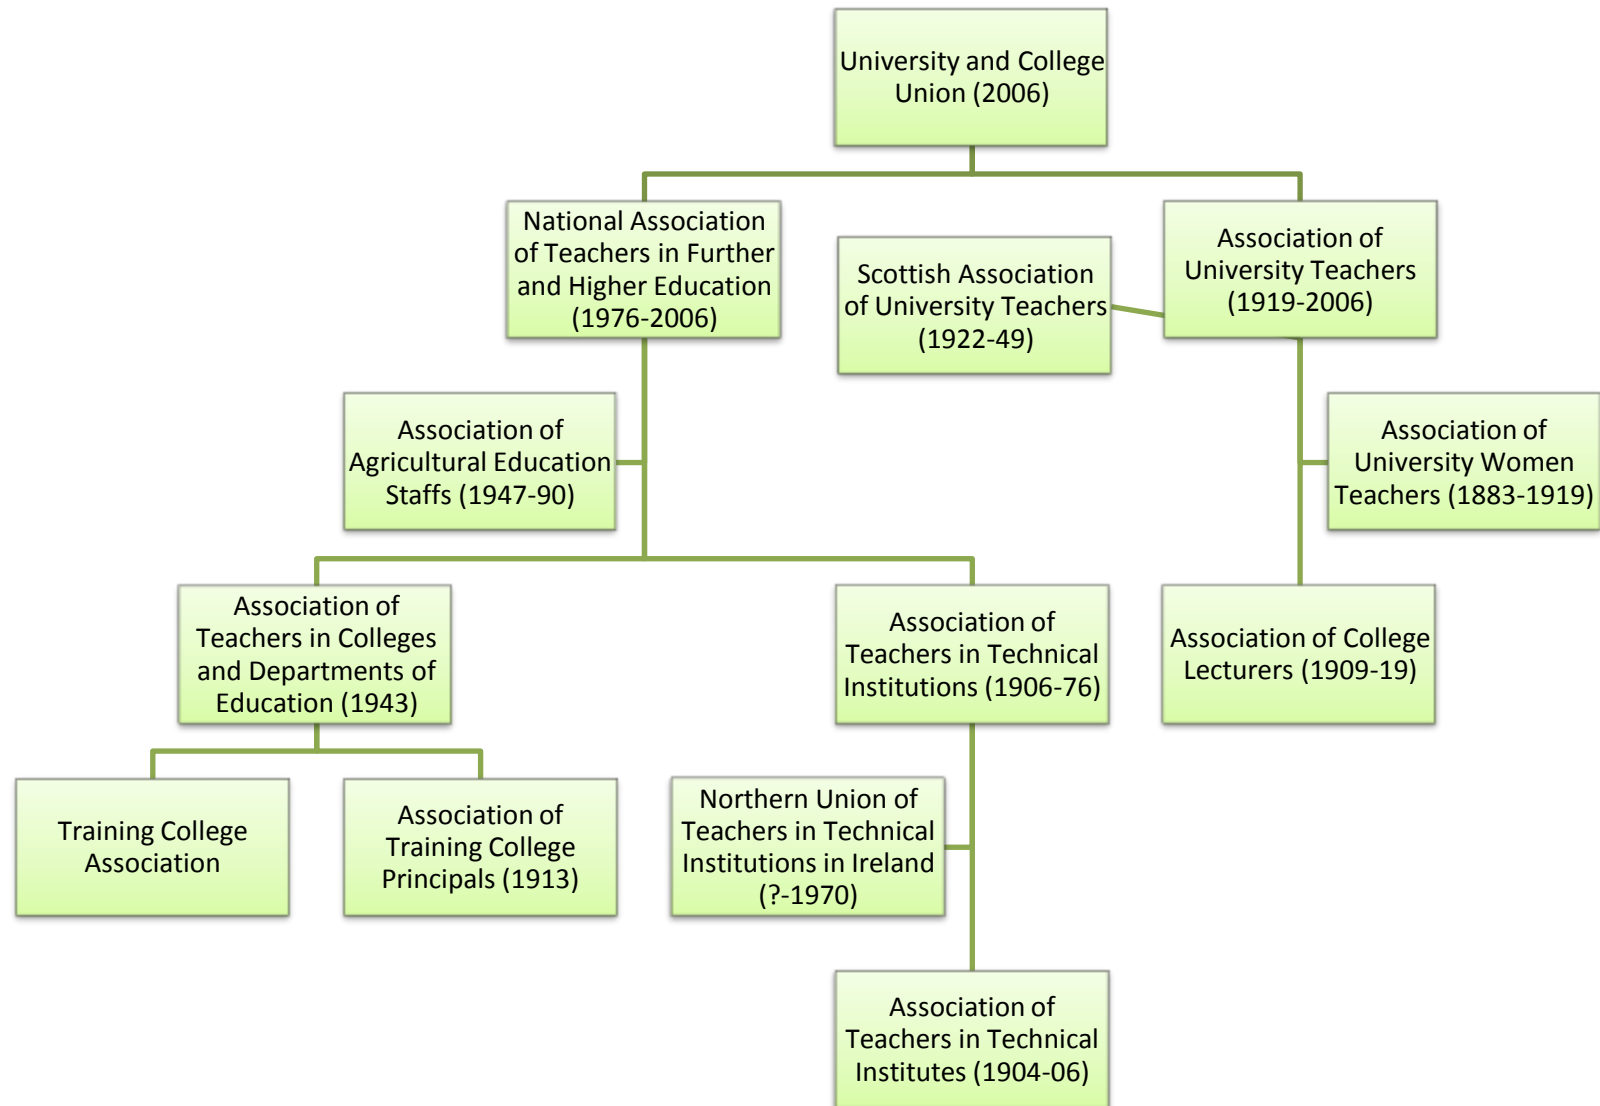 University and College
Union (2006)
National Association
of Teachers in Further
and Higher Education
(1976-2006)
Scottish Association
of University Teachers
(1922-49)
Association of
University Teachers
(1919-2006)
Association of
Agricultural Education
Staffs (1947-90)
Association of
University Women
Teachers (1883-1919)
Association of
Teachers in Colleges
and Departments of
Education (1943)
Association of
Teachers in Technical
Institutions (1906-76)
Association of College
Lecturers (1909-19)
Training College
Association
Association of
Training College
Principals (1913)
Northern Union of
Teachers in Technical
Institutions in Ireland
(?-1970)
Association of
Teachers in Technical
Institutes (1904-06)